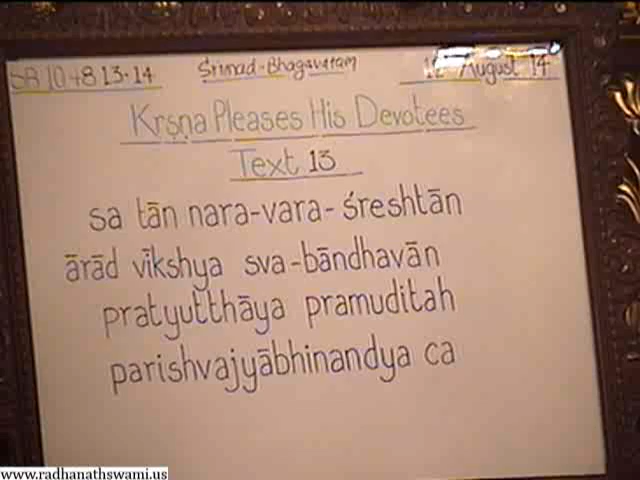 SB 10.48 13-14 Śrimad-Bhagavatam 12 August 14
Kṛṣṇa Pleases His Devotees
Text 13
sa tān nara-vara-śreshtān
ārād vīkshya sva-bāndhavān
pratyutthāya pramuditah
parishvajyābhinandya ca
www.radhanathswami.us